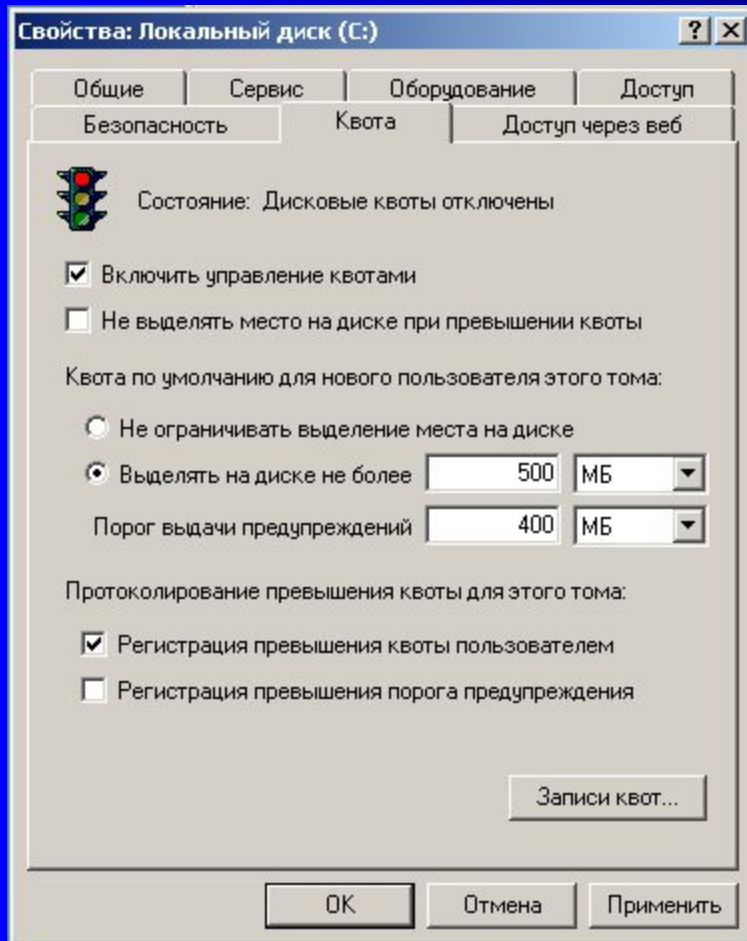 Свойства: Локальный диск (C:)
Общие Сервис Оборудование Доступ
Безопасность Квота Доступ через веб
Состояние: Дисковые квоты отключены
Включить управление квотами
Не выделять место на диске при превышении квоты
Квота по умолчанию для нового пользователя этого тома:
Не ограничивать выделение места на диске
Выделять на диске не более 500 МБ
Порог выдачи предупреждений 400 МБ
Протоколирование превышения квоты для этого тома:
Регистрация превышения квоты пользователем
Регистрация превышения порога предупреждения
Записи квот...
OK Отмена Применить